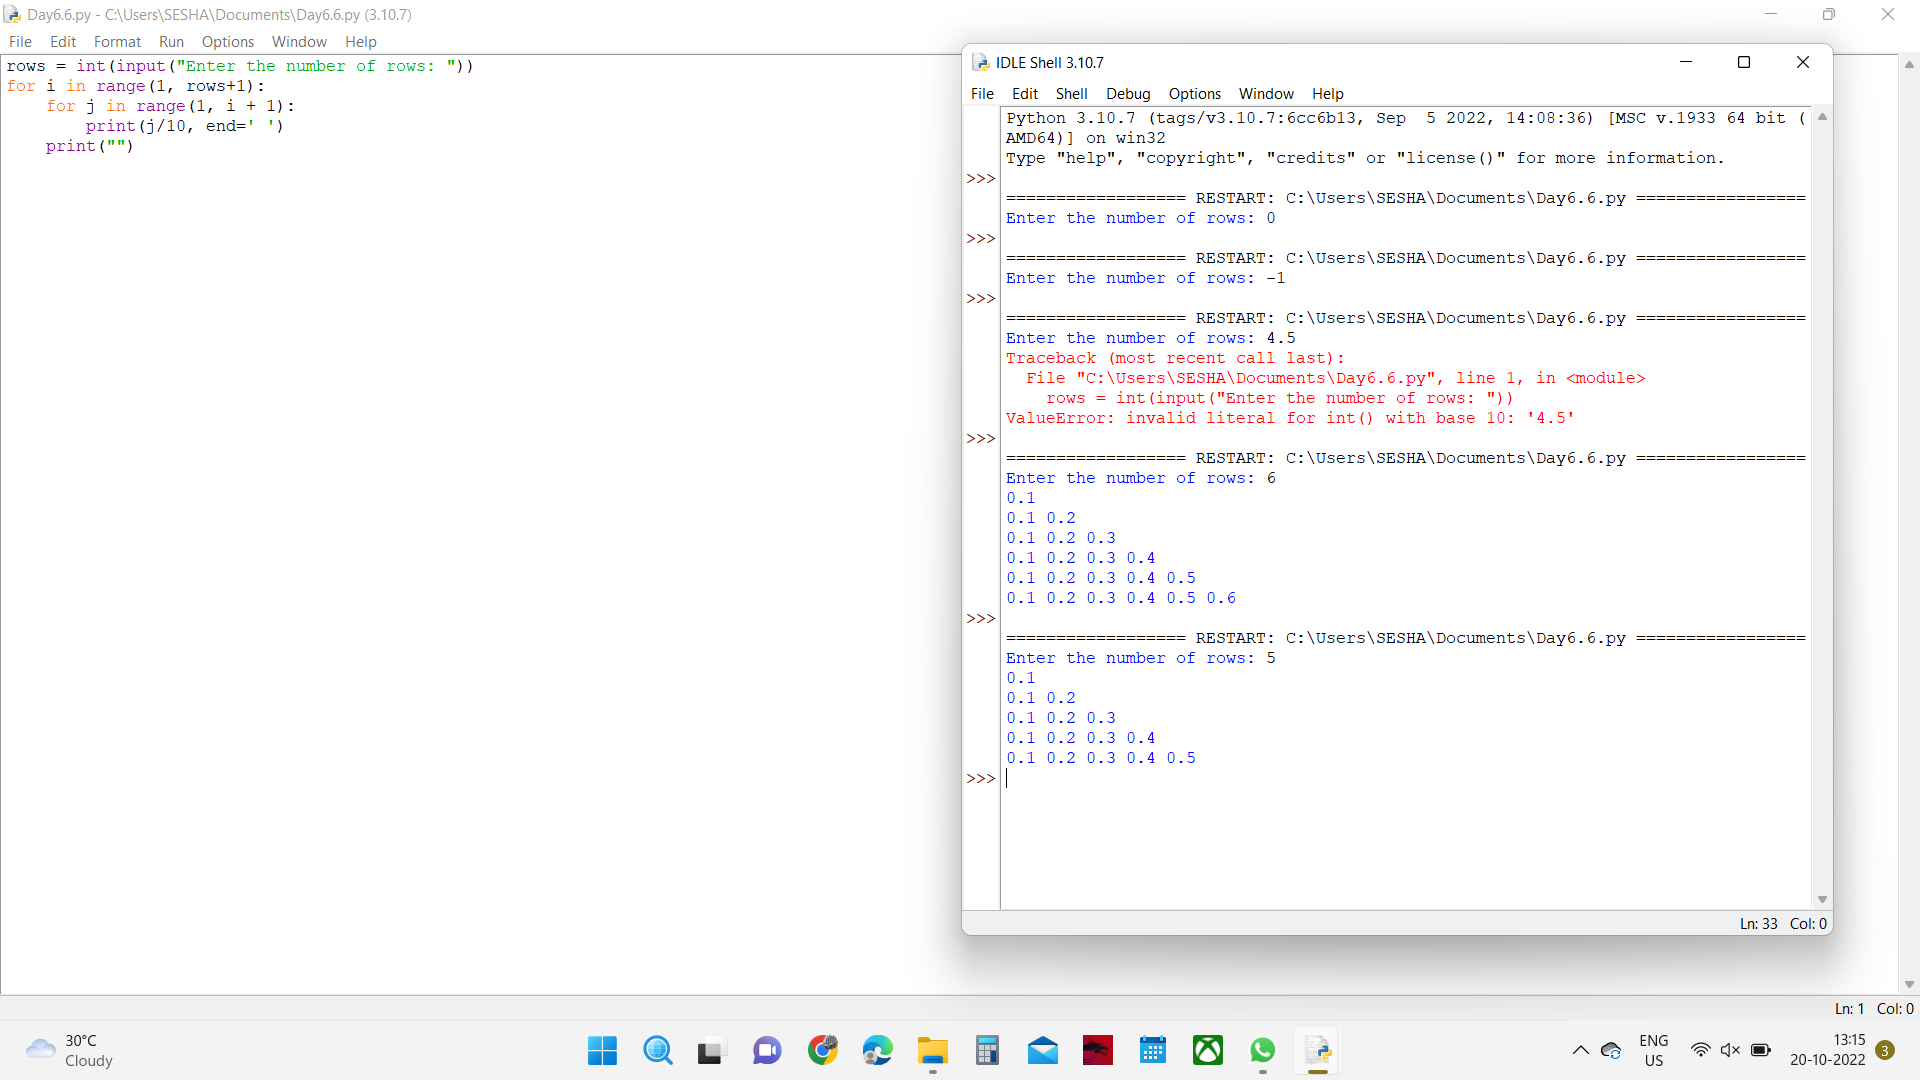 Day6.6.py - C:\Users\SESHA\Documents\Day6.6.py (3.10.7)
File Edit Format Run Options Window Help
rows = int(input("Enter the number of rows: "))
for i in range(1, rows+1):
    for j in range(1, i + 1):
        print(j/10, end=' ')
    print("")
IDLE Shell 3.10.7
File Edit Shell Debug Options Window Help
Python 3.10.7 (tags/v3.10.7:6cc6b13, Sep  5 2022, 14:08:36) [MSC v.1933 64 bit (
AMD64)] on win32
Type "help", "copyright", "credits" or "license()" for more information.
>>>
================== RESTART: C:\Users\SESHA\Documents\Day6.6.py =================
Enter the number of rows: 0
>>>
================== RESTART: C:\Users\SESHA\Documents\Day6.6.py =================
Enter the number of rows: -1
>>>
================== RESTART: C:\Users\SESHA\Documents\Day6.6.py =================
Enter the number of rows: 4.5
Traceback (most recent call last):
  File "C:\Users\SESHA\Documents\Day6.6.py", line 1, in <module>
    rows = int(input("Enter the number of rows: "))
ValueError: invalid literal for int() with base 10: '4.5'
>>>
================== RESTART: C:\Users\SESHA\Documents\Day6.6.py =================
Enter the number of rows: 6
0.1
0.1 0.2
0.1 0.2 0.3
0.1 0.2 0.3 0.4
0.1 0.2 0.3 0.4 0.5
0.1 0.2 0.3 0.4 0.5 0.6
>>>
================== RESTART: C:\Users\SESHA\Documents\Day6.6.py =================
Enter the number of rows: 5
0.1
0.1 0.2
0.1 0.2 0.3
0.1 0.2 0.3 0.4
0.1 0.2 0.3 0.4 0.5
>>>
Ln: 33 Col: 0
Ln: 1 Col: 0
30°C
Cloudy
ENG
US
13:15
20-10-2022
3